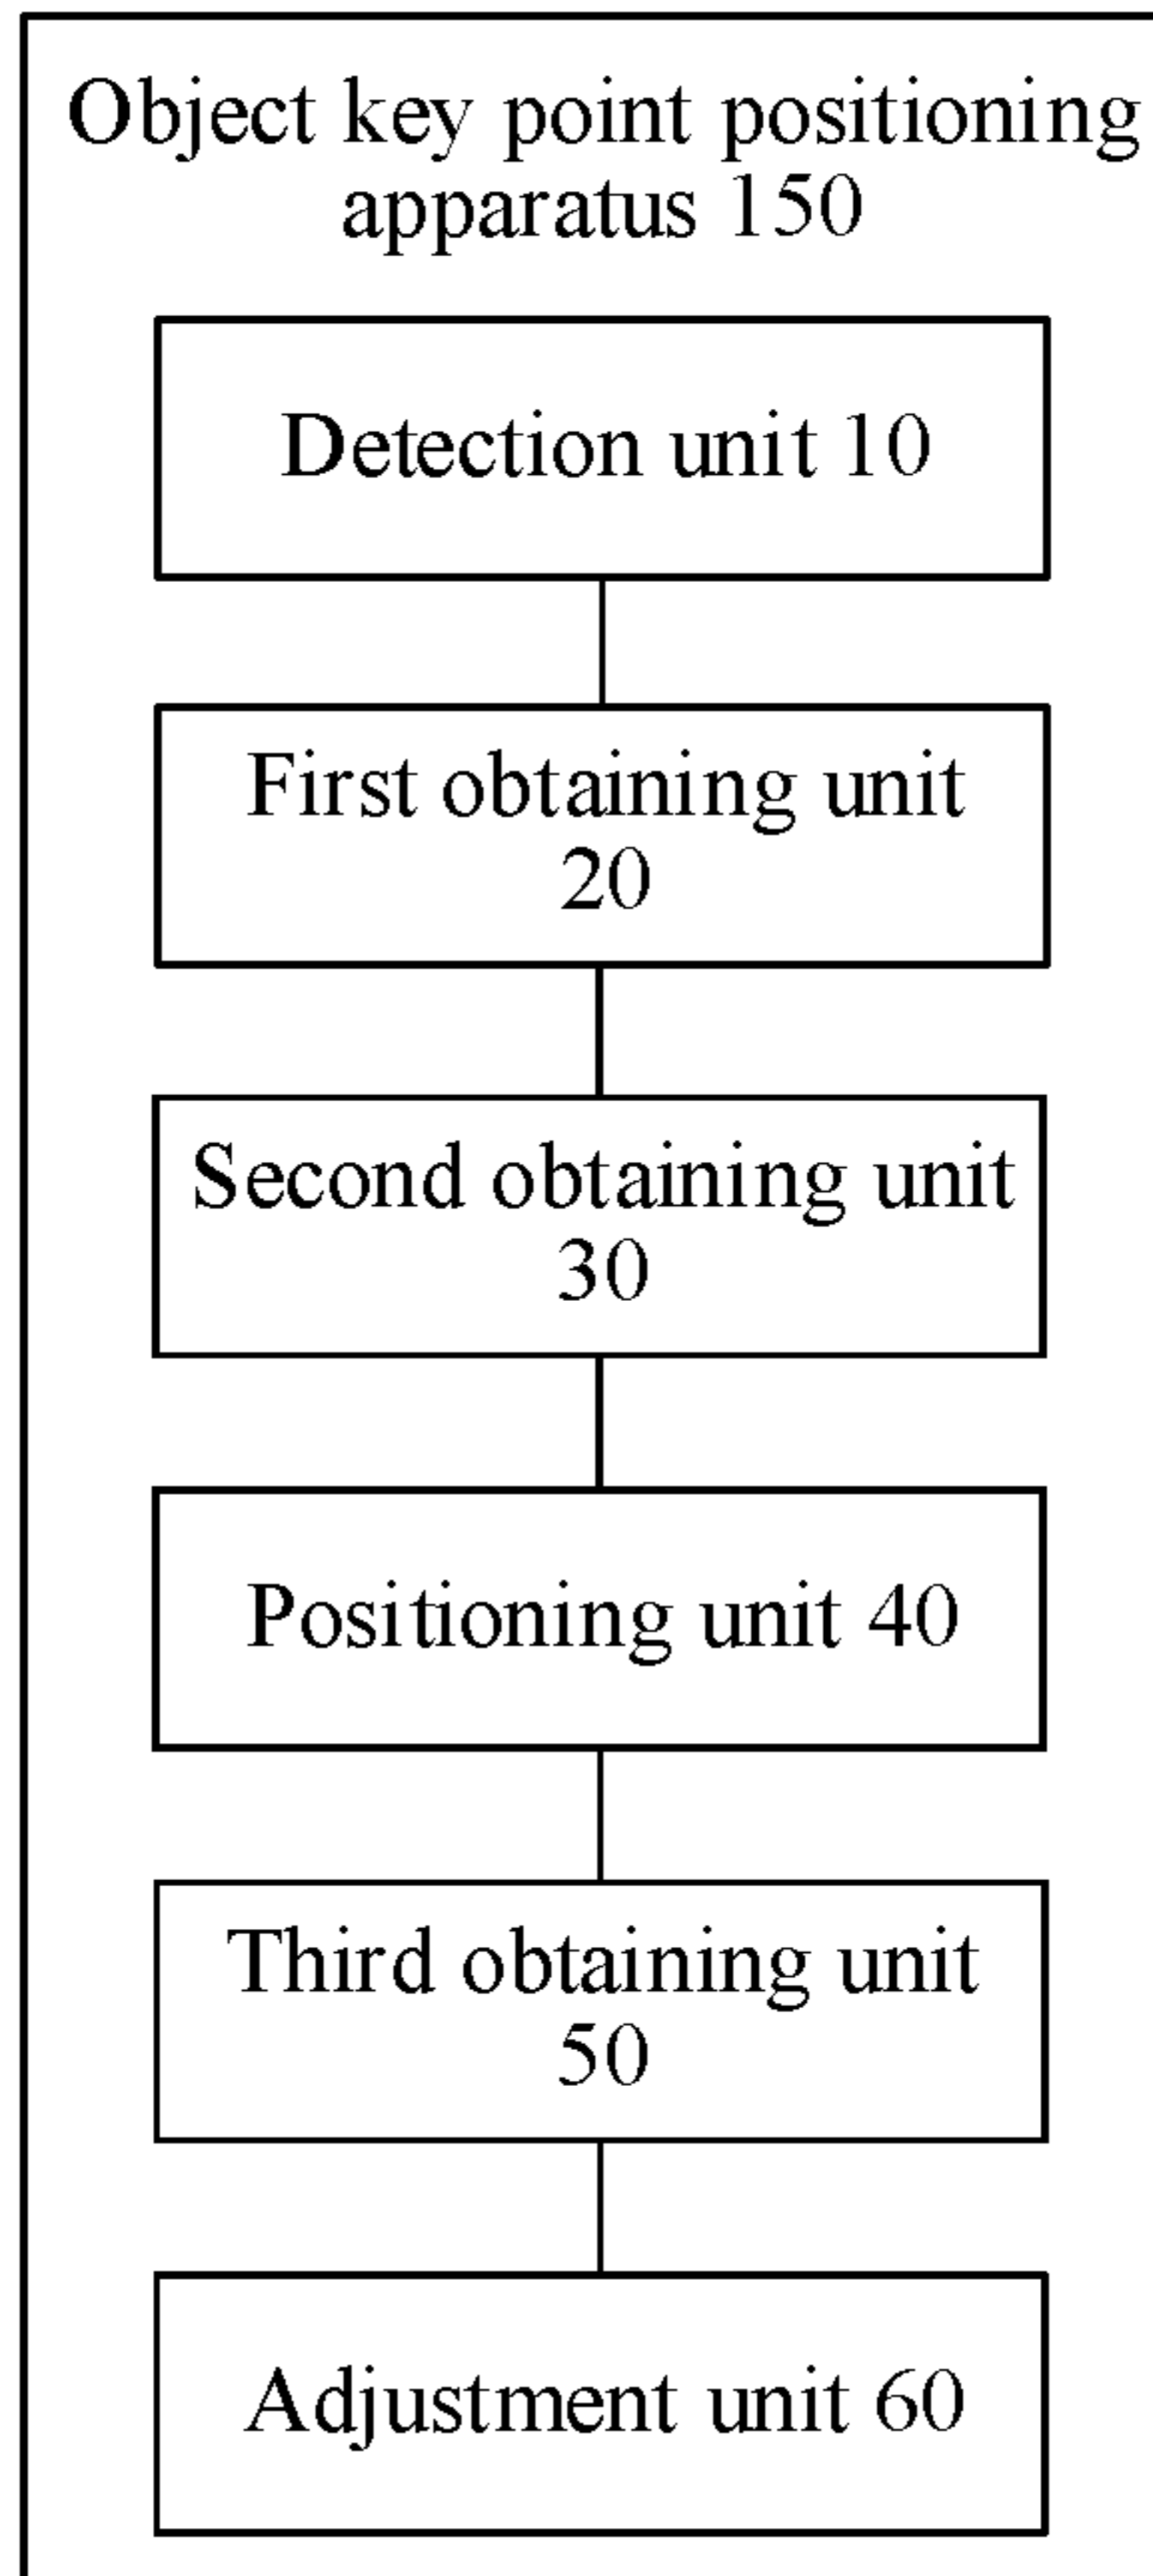 Object key point positioning
apparatus 150
Detection unit 10
First obtaining unit
20
Second obtaining unit
30
Positioning unit 40
Third obtaining unit
50
Adjustment unit 60